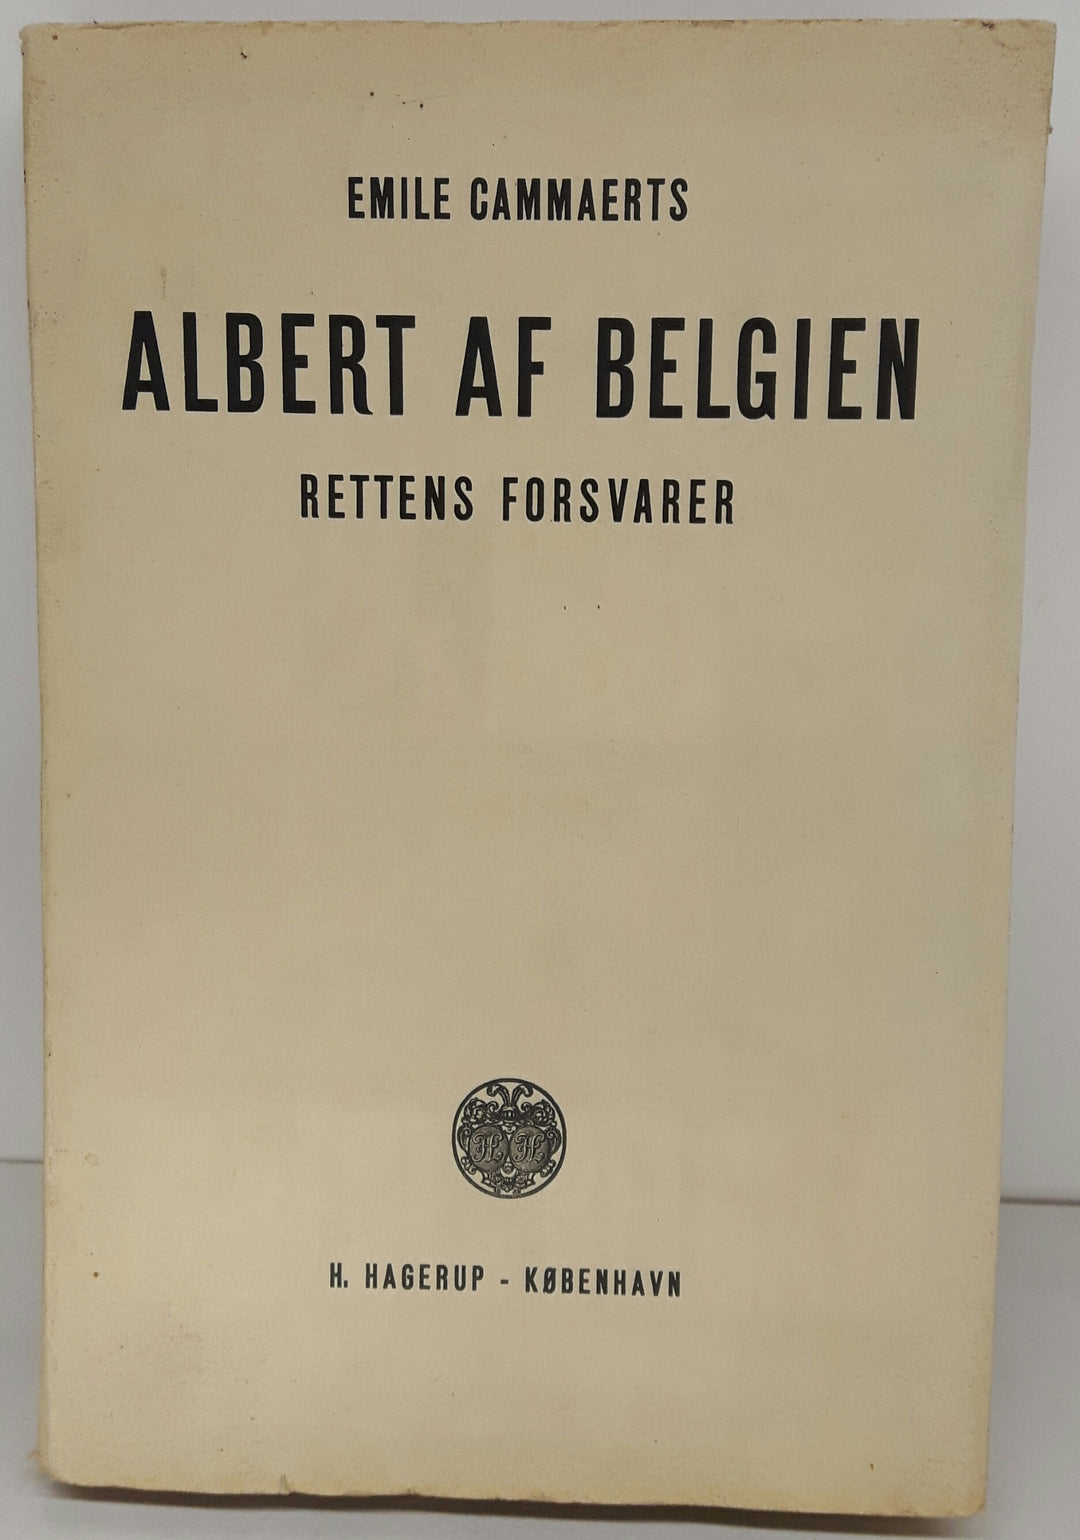 EMILE CAMMAERTS
ALBERT AF BELGIEN
RETTENS FORSVARER
H H
H. HAGERUP - KØBENHAVN